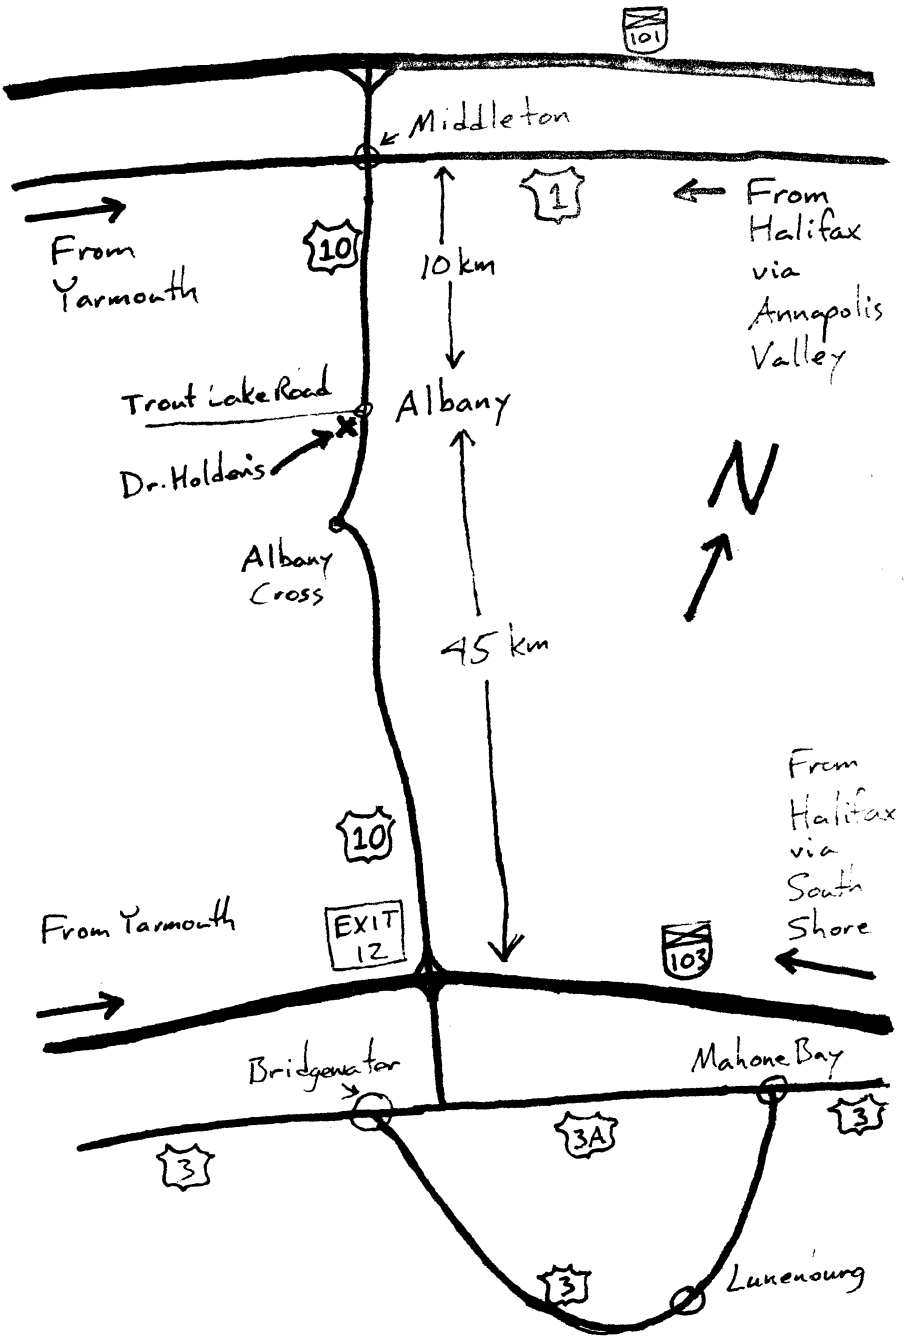 101
Middleton
1
From
Halifax
via
Annapolis
Valley
From
Yarmouth
10
10 km
Trout Lake Road
Albany
Dr. Holden's
N
Albany
Cross
45 km
From
Halifax
via
South
Shore
10
From Yarmouth
EXIT
12
103
Bridgewater
Mahone Bay
3
3A
3
3
Lunenburg